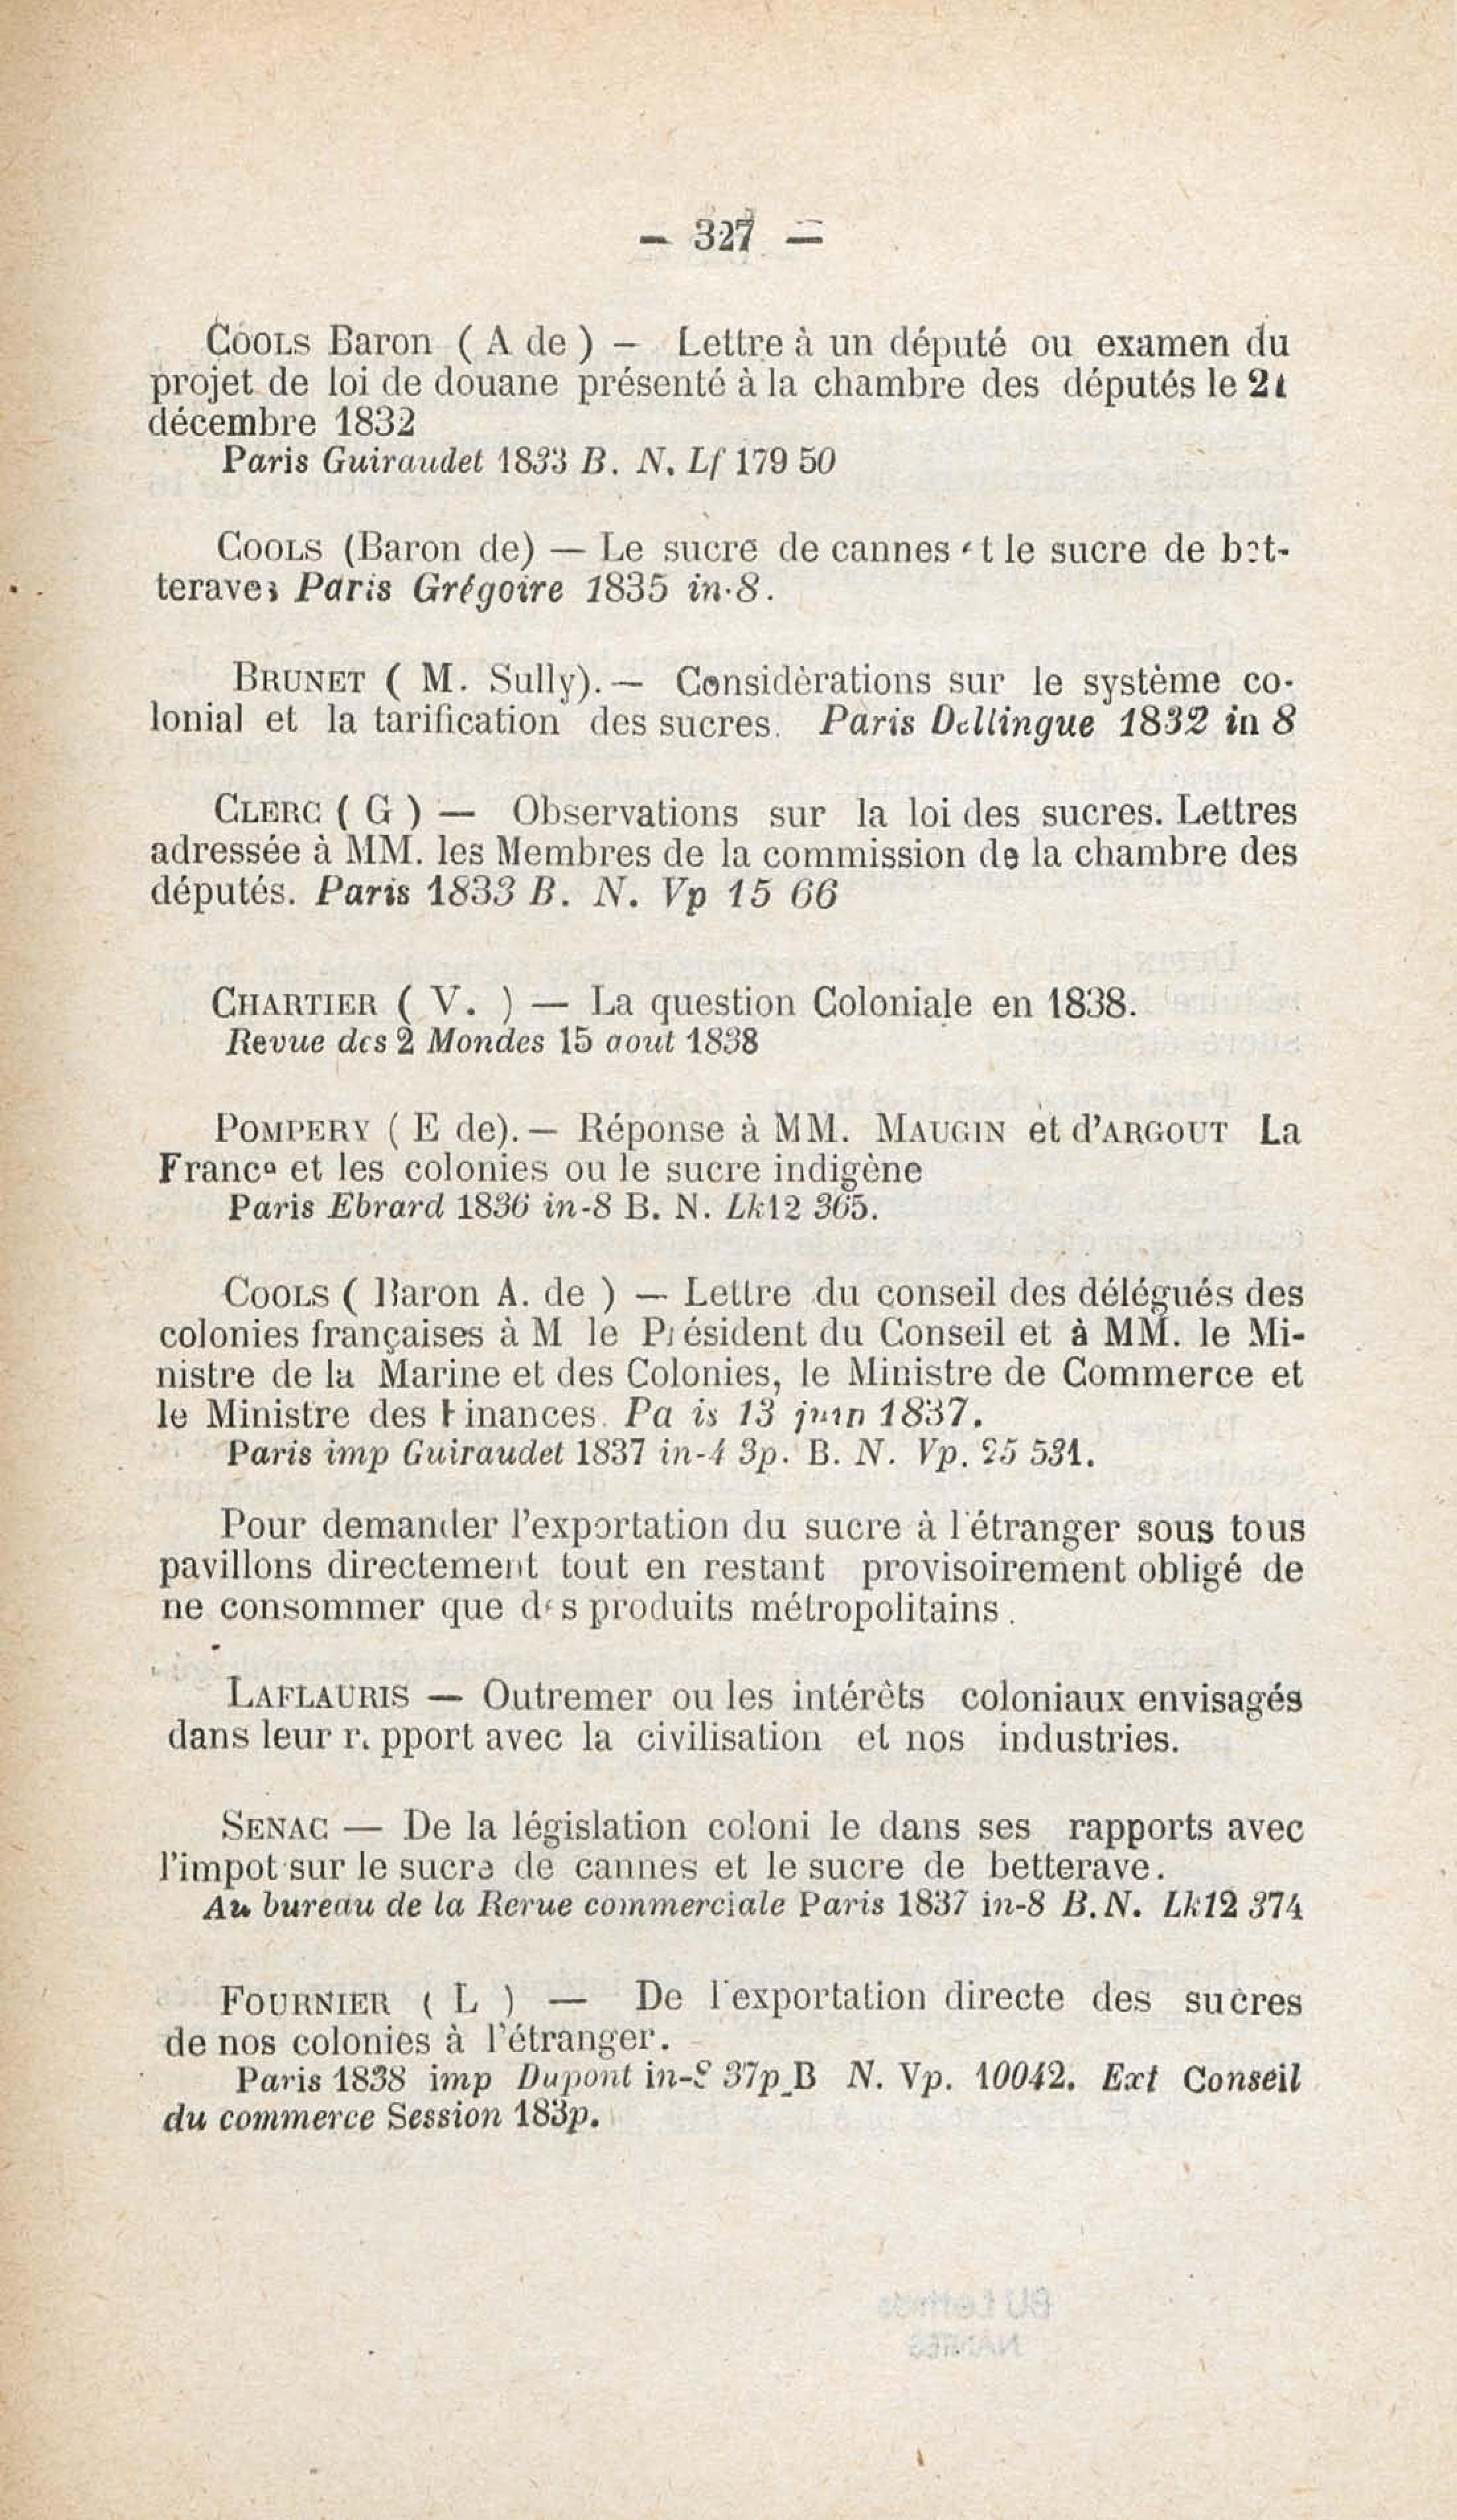 — 327 —
COOLS Baron ( A de ) — Lettre à un député ou examen du
projet de loi de douane présenté à la chambre des députés le 21
décembre 1832
Paris Guiraudet 1833 B. N. Lf 179 50
COOLS (Baron de) — Le sucre de cannes et le sucre de bet-
teraves Paris Grégoire 1835 in-8.
BRUNET ( M. Sully). — Considèrations sur le système co-
lonial et la tarification des sucres. Paris Dellingue 1832 in 8
CLERC ( G ) — Observations sur la loi des sucres. Lettres
adressée à MM. les Membres de la commission de la chambre des
députés. Paris 1833 B. N. Vp 15 66
CHARTIER ( V. ) — La question Coloniale en 1838.
Revue des 2 Mondes 15 aout 1838
POMPERY ( E de). — Réponse à MM. MAUGIN et d'ARGOUT La
France et les colonies ou le sucre indigène
Paris Ebrard 1836 in-8 B. N. Lk12 365.
COOLS ( Baron A. de ) — Lettre du conseil des délégués des
colonies françaises à M le Président du Conseil et à MM. le Mi-
nistre de la Marine et des Colonies, le Ministre de Commerce et
le Ministre des Finances. Pa is 13 juin 1837.
Paris imp Guiraudet 1837 in-4 3p. B. N. Vp. 25 531.
Pour demander l'exportation du sucre à l'étranger sous tous
pavillons directement tout en restant provisoirement obligé de
ne consommer que des produits métropolitains.
LAFLAURIS — Outremer ou les intérêts coloniaux envisagés
dans leur r. pport avec la civilisation et nos industries.
SENAC — De la législation coloni le dans ses rapports avec
l'impot sur le sucre de cannes et le sucre de betterave.
Au bureau de la Rerue commerciale Paris 1837 in-8 B. N. Lk12 374
FOURNIER ( L ) — De l'exportation directe des sucres
de nos colonies à l'étranger.
Paris 1838 imp Dupont in-8 37p_B N. Vp. 10042. Ext Conseil
du commerce Session 183p.